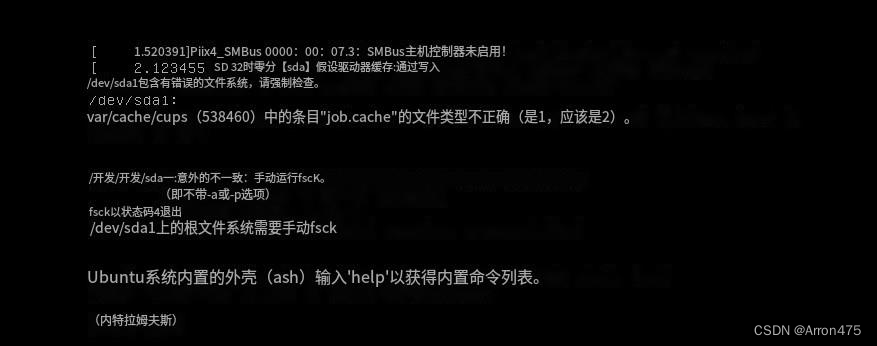 [ 1.520391]Piix4_SMBus 0000：00：07.3：SMBus主机控制器未启用！
[ 2.123455 SD 32时零分【sda】假设驱动器缓存:通过写入
/dev/sda1包含有错误的文件系统，请强制检查。
/dev/sda1:
var/cache/cups（538460）中的条目"job.cache"的文件类型不正确（是1，应该是2）。
/开发/开发/sda一:意外的不一致：手动运行fscK。
（即不带-a或-p选项）
fsck以状态码4退出
/dev/sda1上的根文件系统需要手动fsck
Ubuntu系统内置的外壳（ash）输入'help'以获得内置命令列表。
（内特拉姆夫斯）
CSDN @Arron475